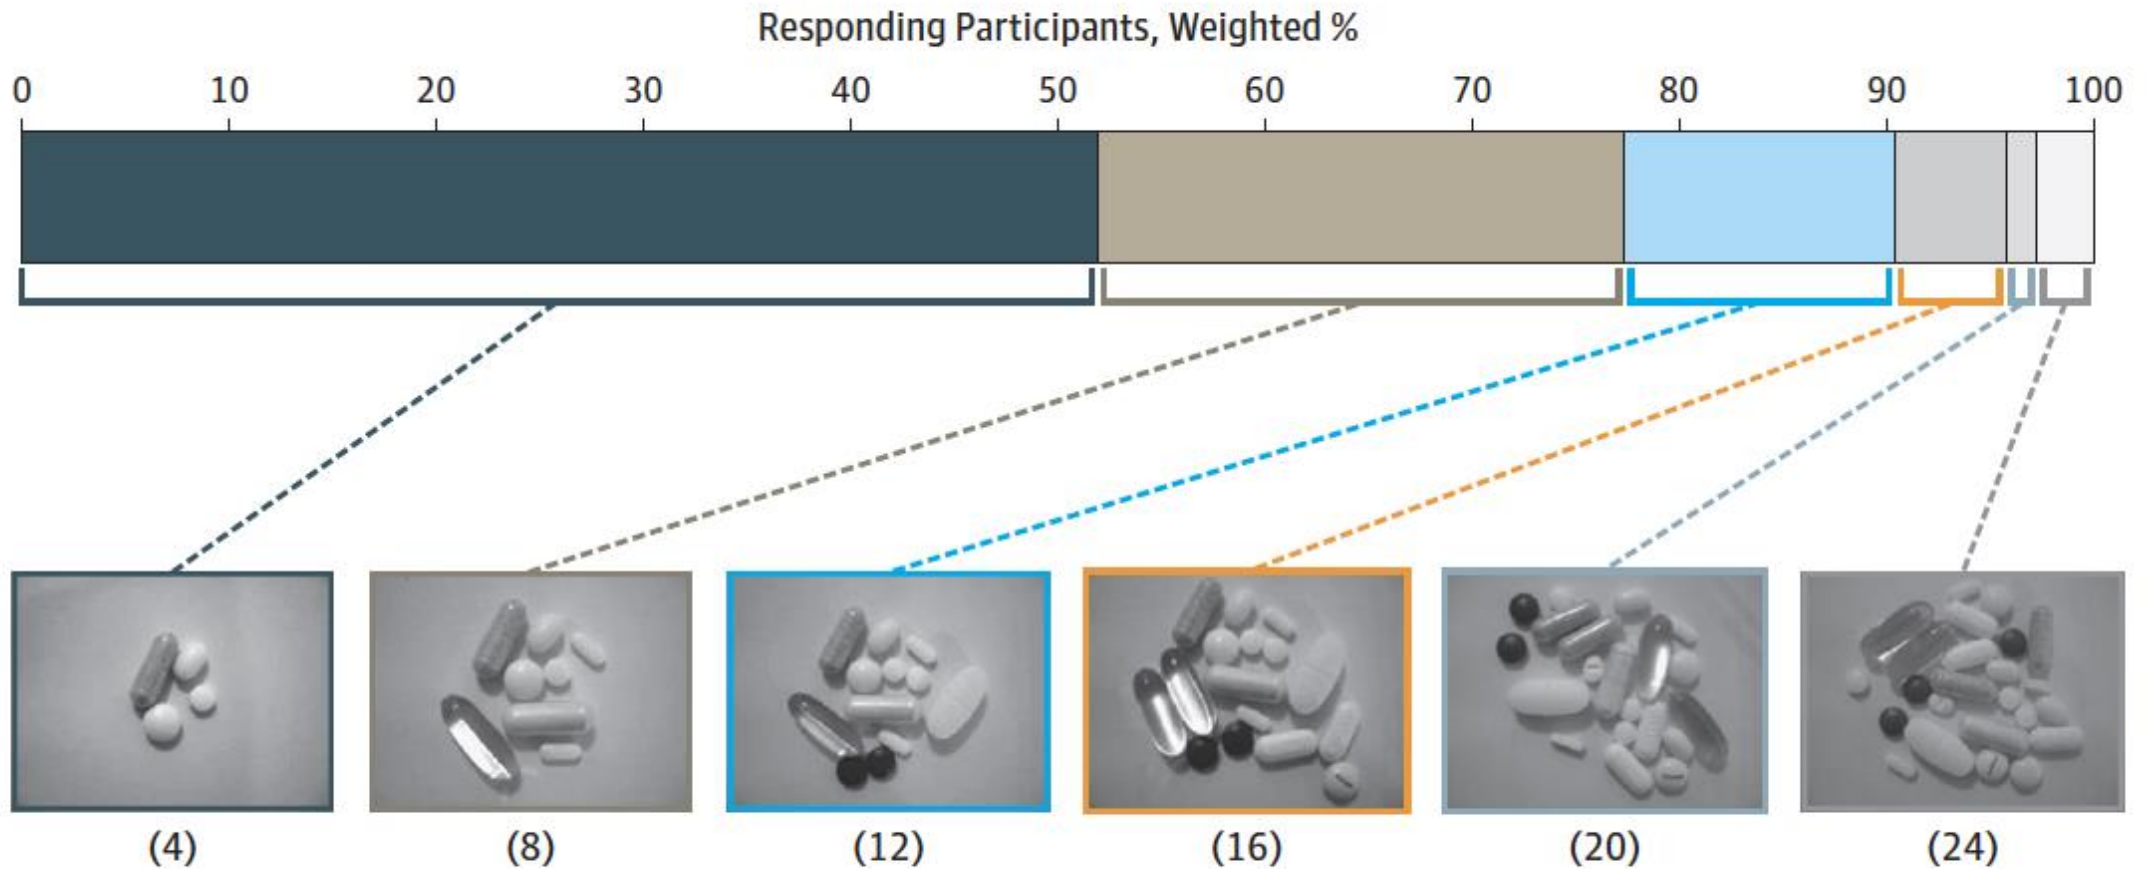 Responding Participants, Weighted %
0 10 20 30 40 50 60 70 80 90 100
(4) (8) (12) (16) (20) (24)